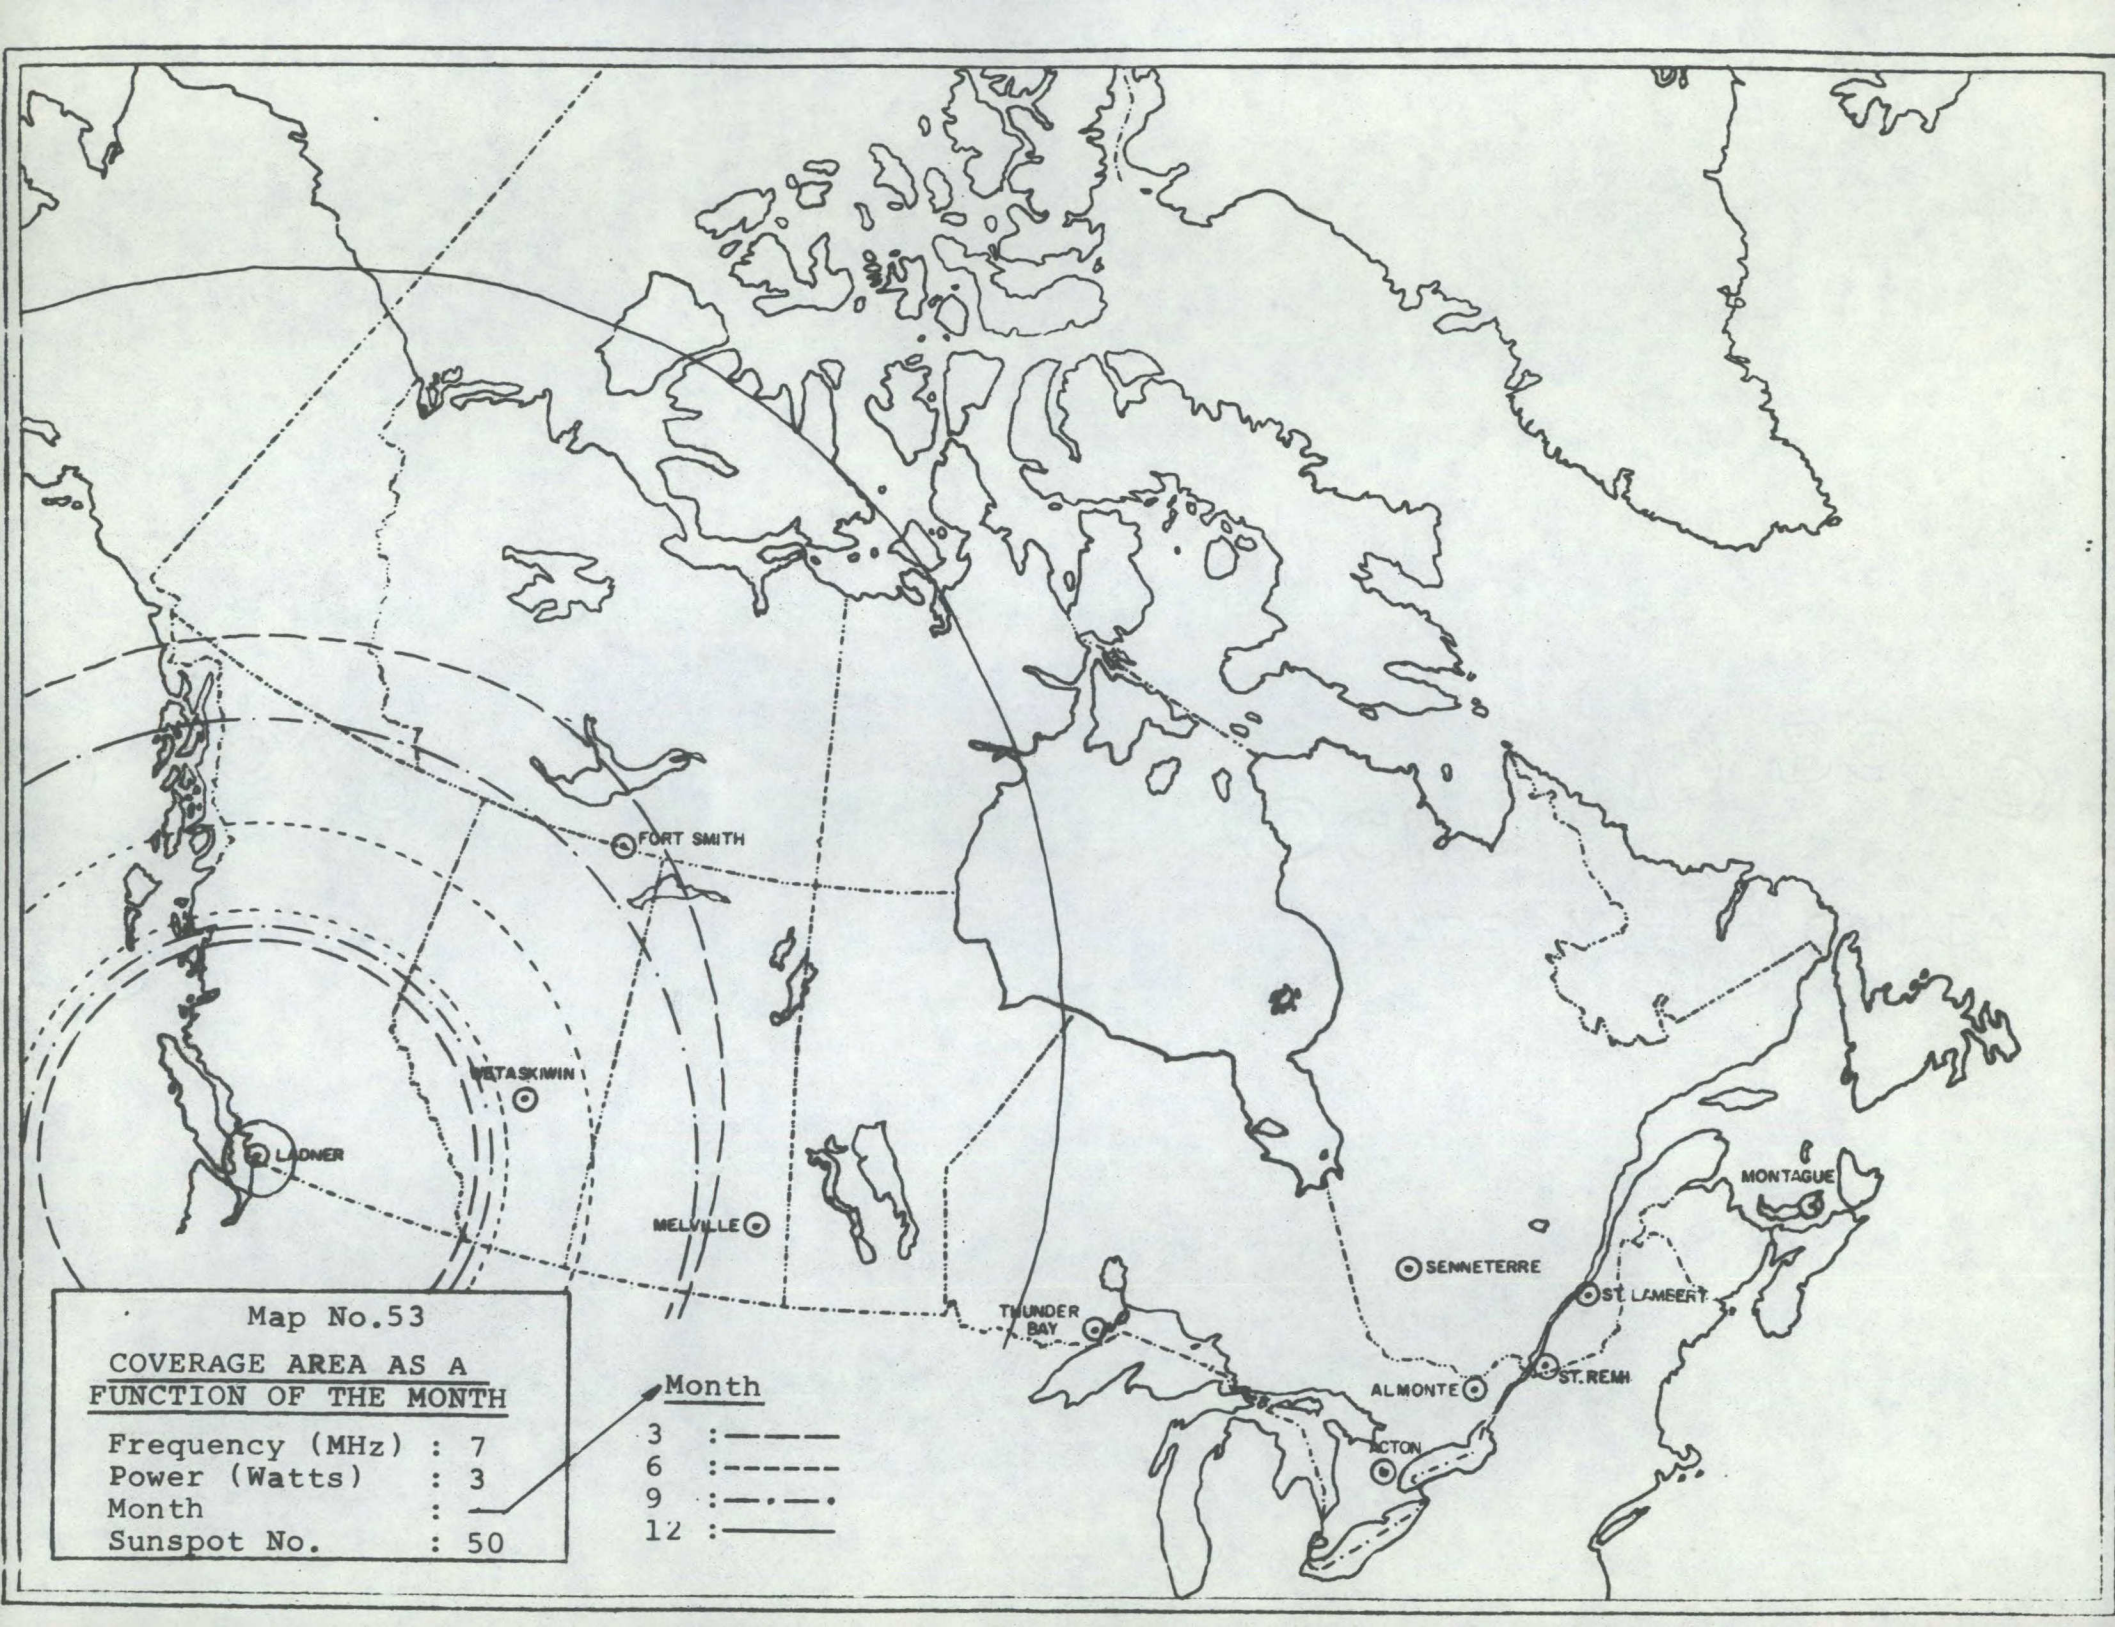 FORT SMITH
WETASKIWIN
LADNER
MELVILLE
MONTAGUE
SENNETERRE
ST. LAMBERT
THUNDER
BAY
ST. REMI
ALMONTE
ACTON
Map No.53
COVERAGE AREA AS A
FUNCTION OF THE MONTH
Frequency (MHz) : 7
Power (Watts) : 3
Month :
Sunspot No. : 50
Month
3 :
6 :
9 :
12 :